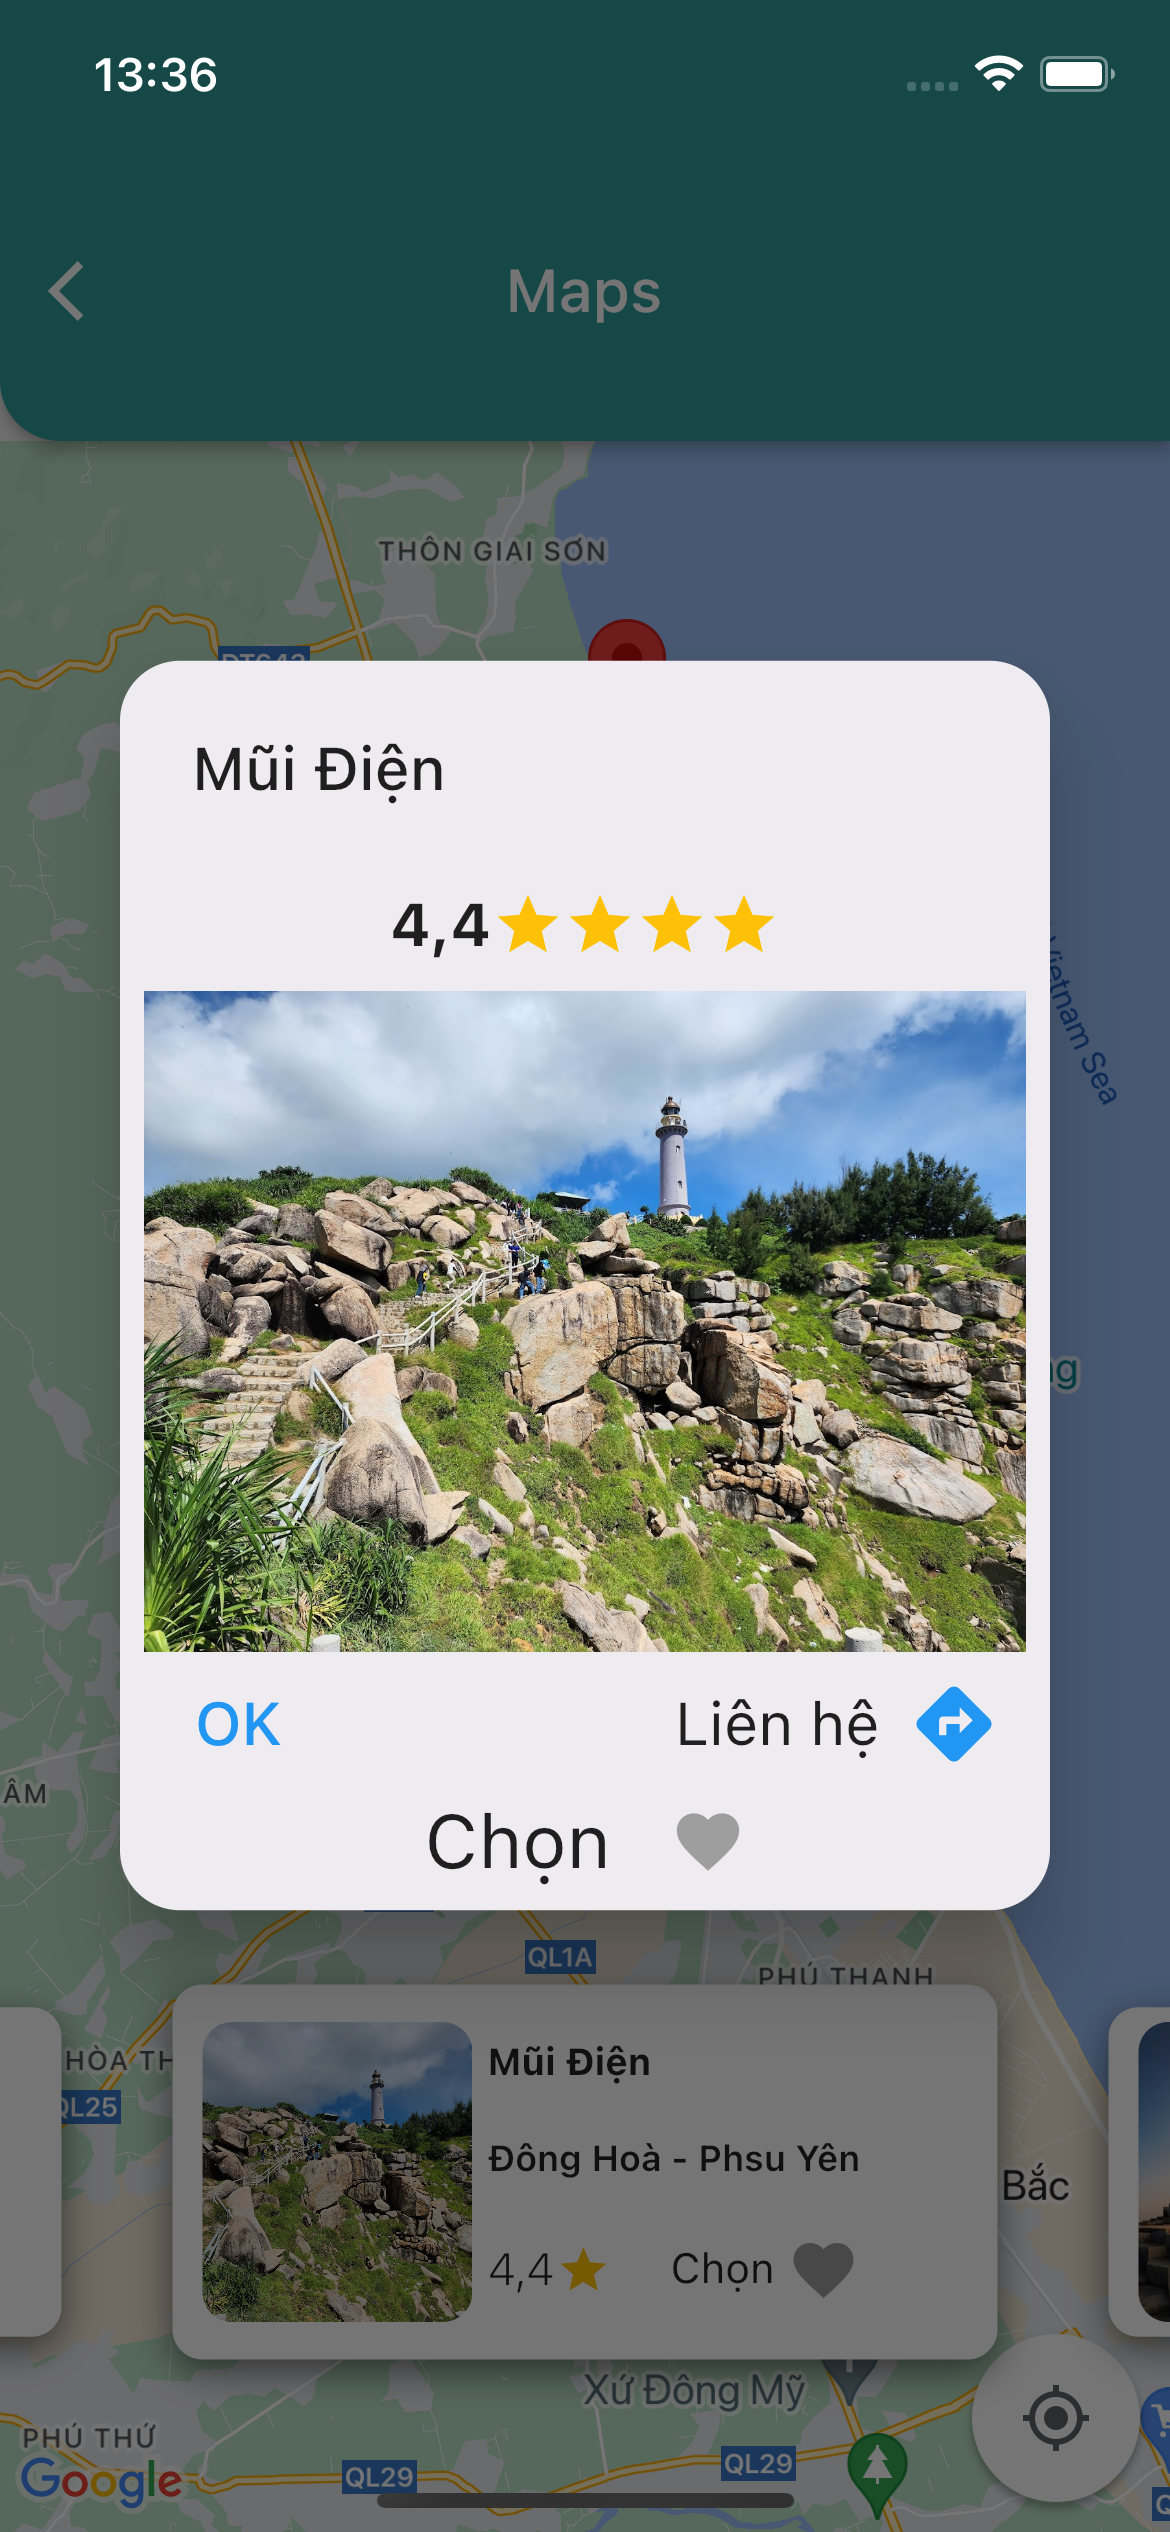 13:36
Maps
THÔN GIAI SƠN
Mũi Điện
4,4
Vietnam Sea
OK
Liên hệ
ÂM
Chọn
QL1A
PHÚ THẠNH
HÒA TH
QL25
Mũi Điện
Đông Hoà - Phsu Yên
Bắc
4,4
Chọn
Xứ Đông Mỹ
PHÚ THỨ
Google
QL29
QL29